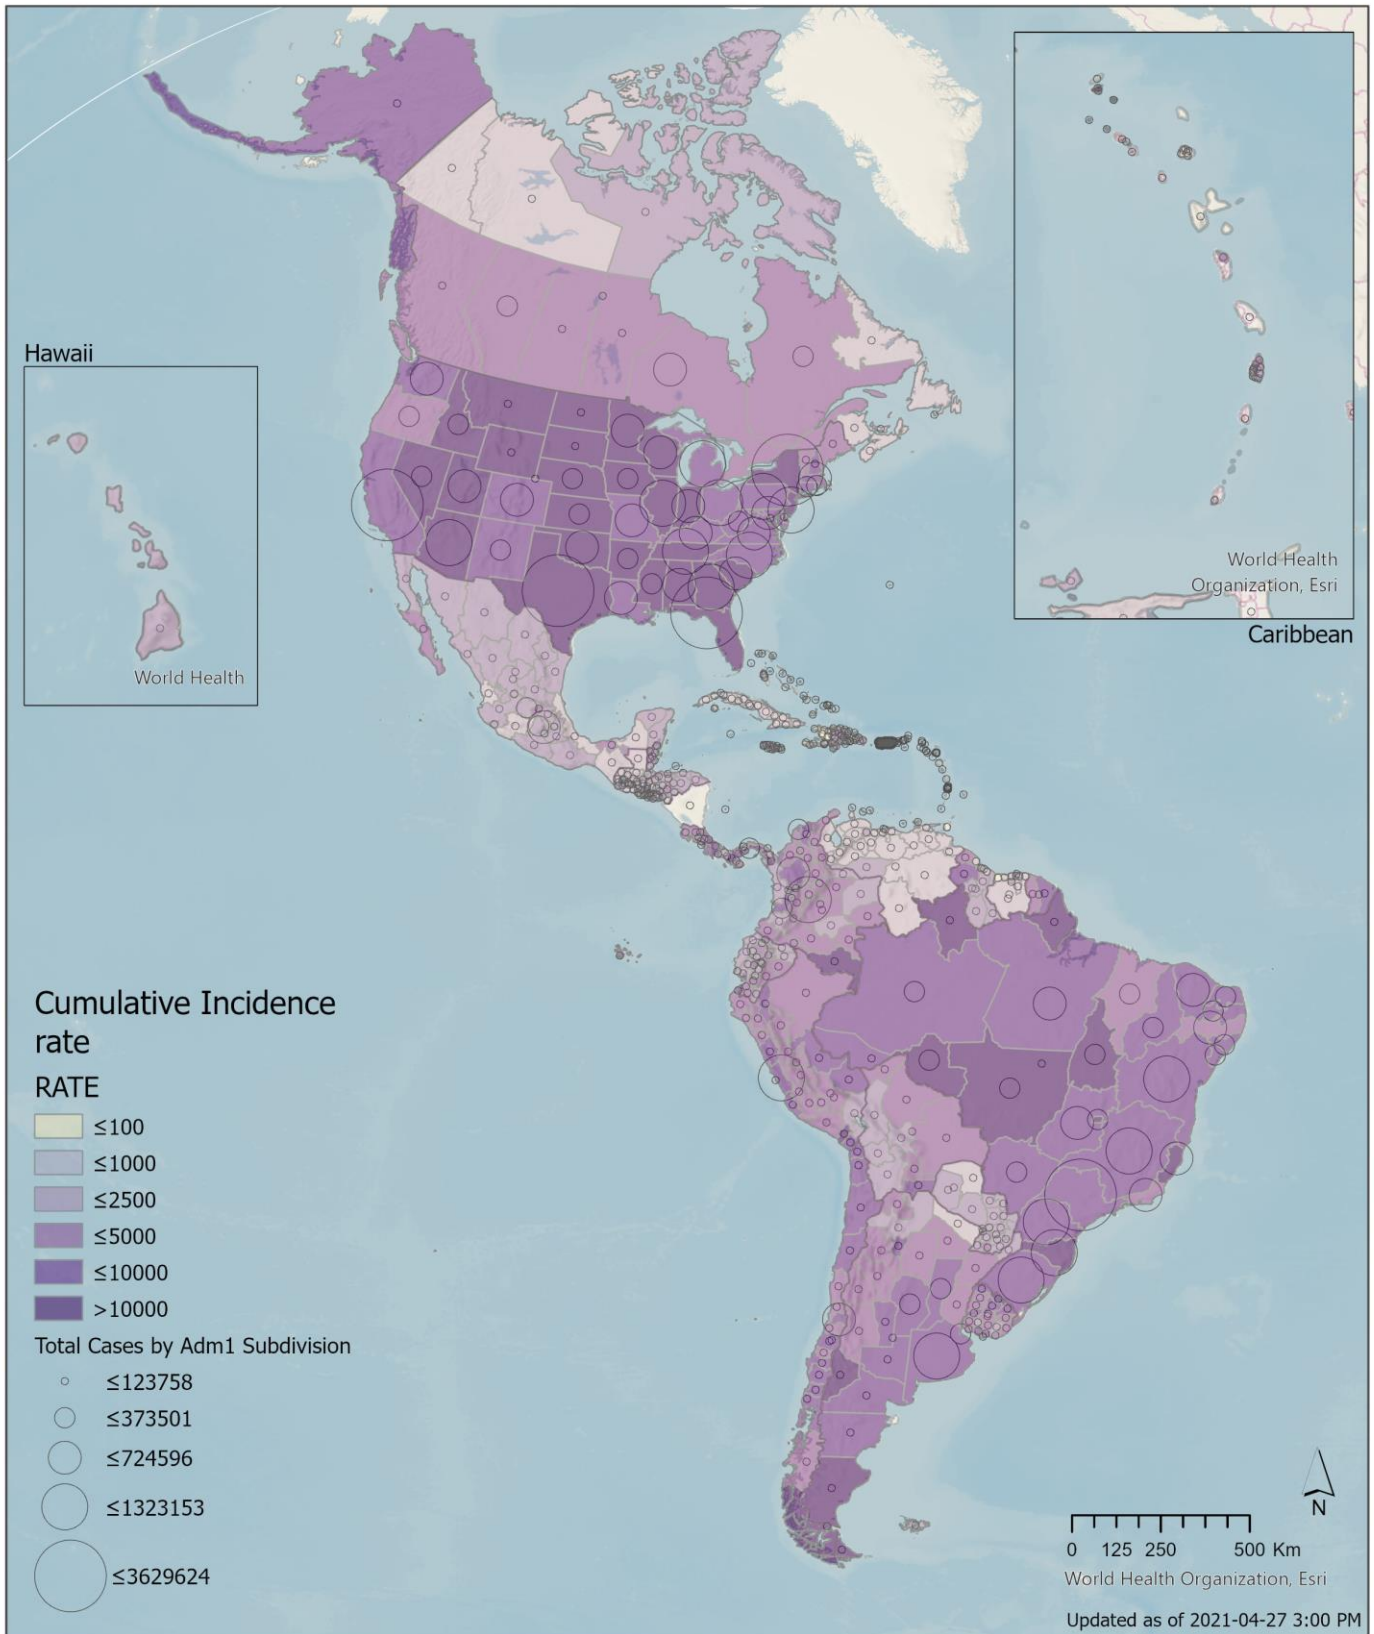 Hawaii
World Health
World Health
Organization, Esri
Caribbean
Cumulative Incidence
rate
RATE
≤100
≤1000
≤2500
≤5000
≤10000
>10000
Total Cases by Adm1 Subdivision
≤123758
≤373501
≤724596
≤1323153
≤3629624
N
0 125 250 500 Km
World Health Organization, Esri
Updated as of 2021-04-27 3:00 PM